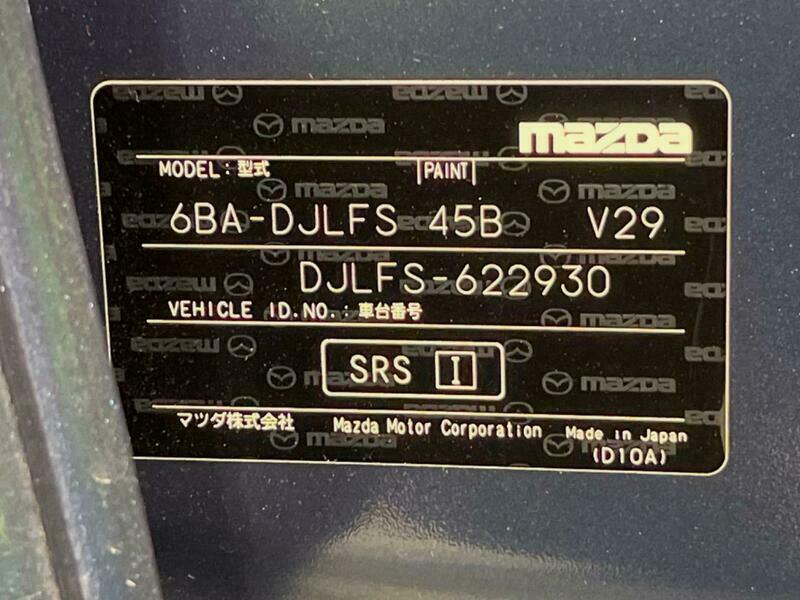 mazda
MODEL：型式 |PAINT|
6BA-DJLFS 45B V29
DJLFS-622930
VEHICLE ID.NO.：車台番号
SRS I
マツダ株式会社 Mazda Motor Corporation Made in Japan
(D10A)